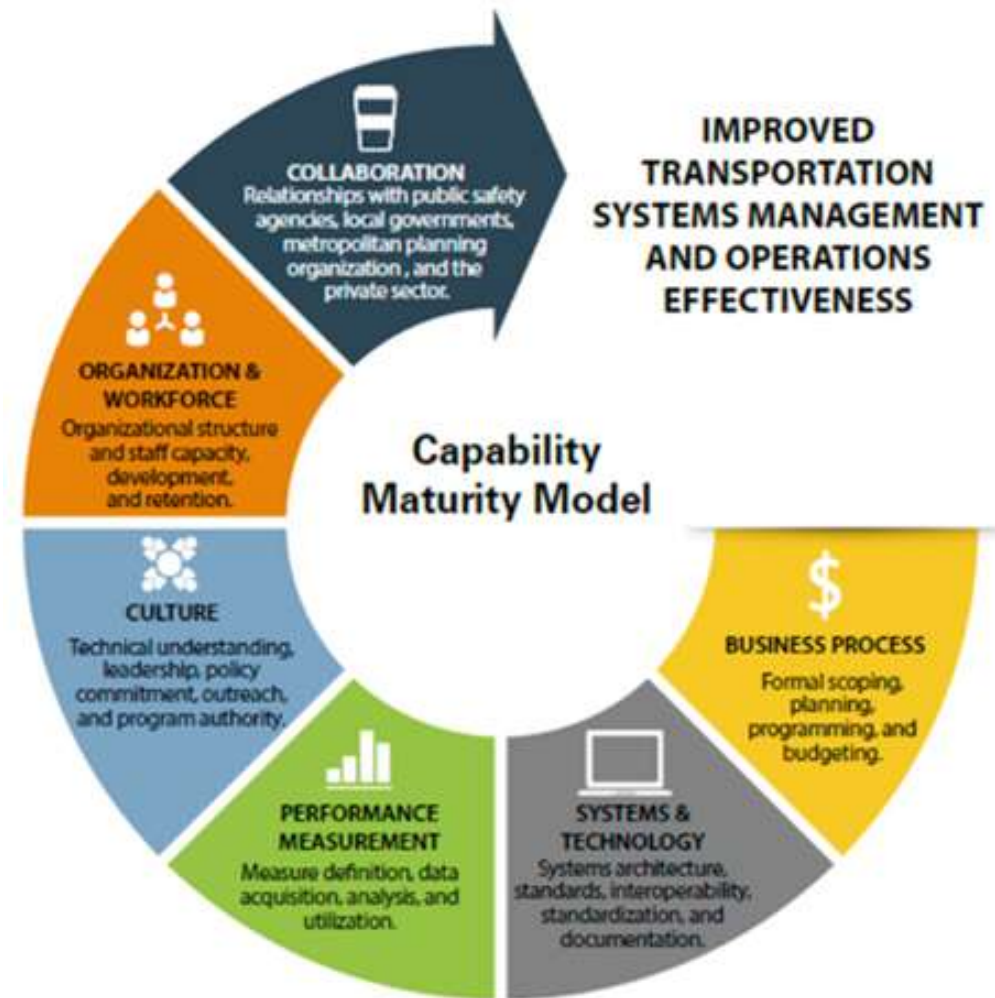 COLLABORATION
Relationships with public safety
agencies, local governments,
metropolitan planning
organization , and the
private sector.
IMPROVED
TRANSPORTATION
SYSTEMS MANAGEMENT
AND OPERATIONS
EFFECTIVENESS
ORGANIZATION &
WORKFORCE
Organizational structure
and staff capacity,
development,
and retention.
Capability
Maturity Model
CULTURE
Technical understanding,
leadership, policy
commitment, outreach,
and program authority.
$
BUSINESS PROCESS
Formal scoping,
planning,
programming, and
budgeting.
PERFORMANCE
MEASUREMENT
Measure definition, data
acquisition, analysis, and
utilization.
SYSTEMS &
TECHNOLOGY
Systems architecture,
standards, interoperability,
standardization, and
documentation.